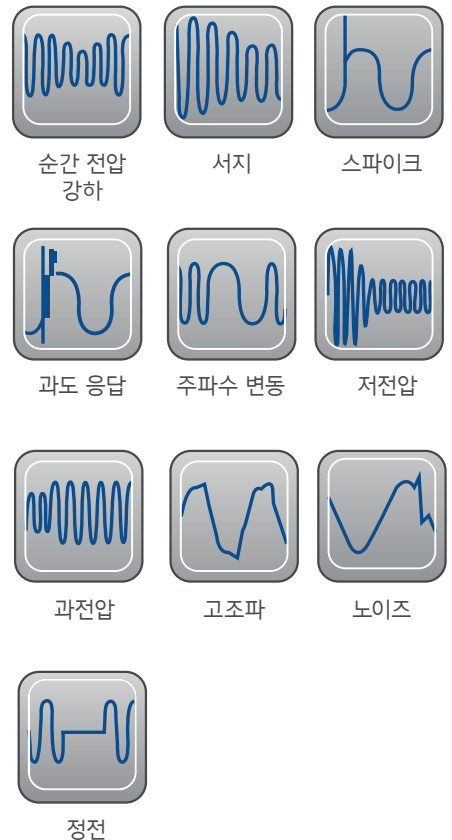 순간 전압
강하
서지
스파이크
과도 응답
주파수 변동
저전압
과전압
고조파
노이즈
정전